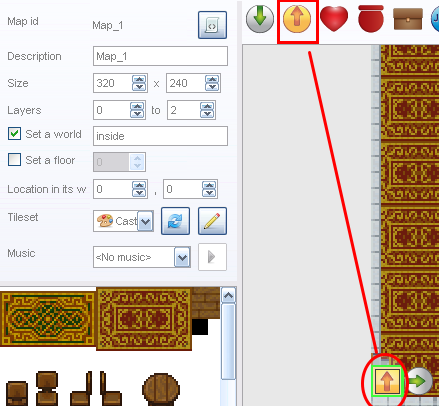 Map id Map_1
Description Map_1
Size 320 x 240
Layers 0 to 2
Set a world inside
Set a floor 0
Location in its w 0 , 0
Tileset Cast
Music <No music>